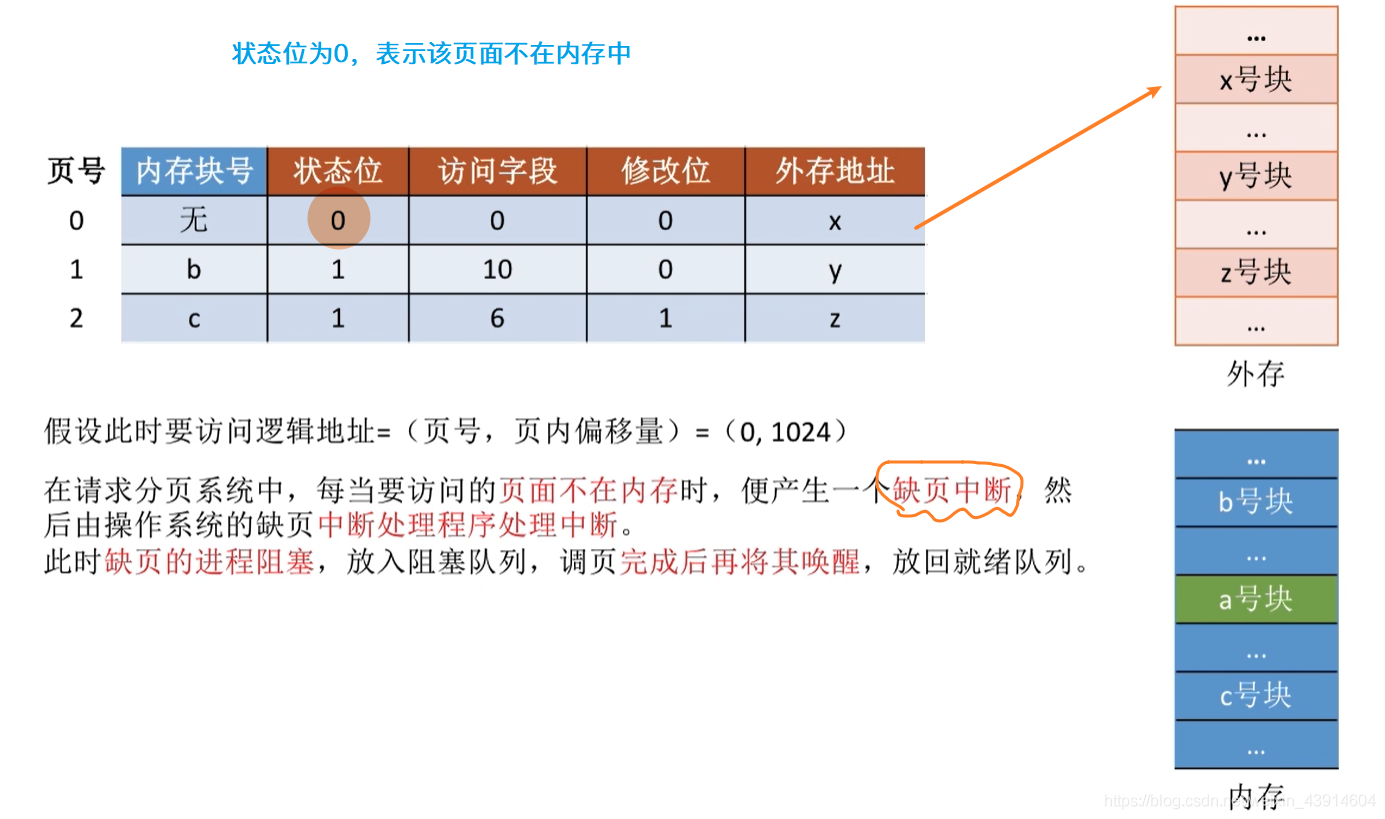 状态位为0，表示该页面不在内存中
页号 内存块号 状态位 访问字段 修改位 外存地址
0 无 0 0 0 x
1 b 1 10 0 y
2 c 1 6 1 z
...
x号块
...
y号块
...
z号块
...
外存
假设此时要访问逻辑地址=（页号，页内偏移量）=（0, 1024）
在请求分页系统中，每当要访问的页面不在内存时，便产生一个缺页中断，然
后由操作系统的缺页中断处理程序处理中断。
此时缺页的进程阻塞，放入阻塞队列，调页完成后再将其唤醒，放回就绪队列。
...
b号块
...
a号块
...
c号块
...
内存